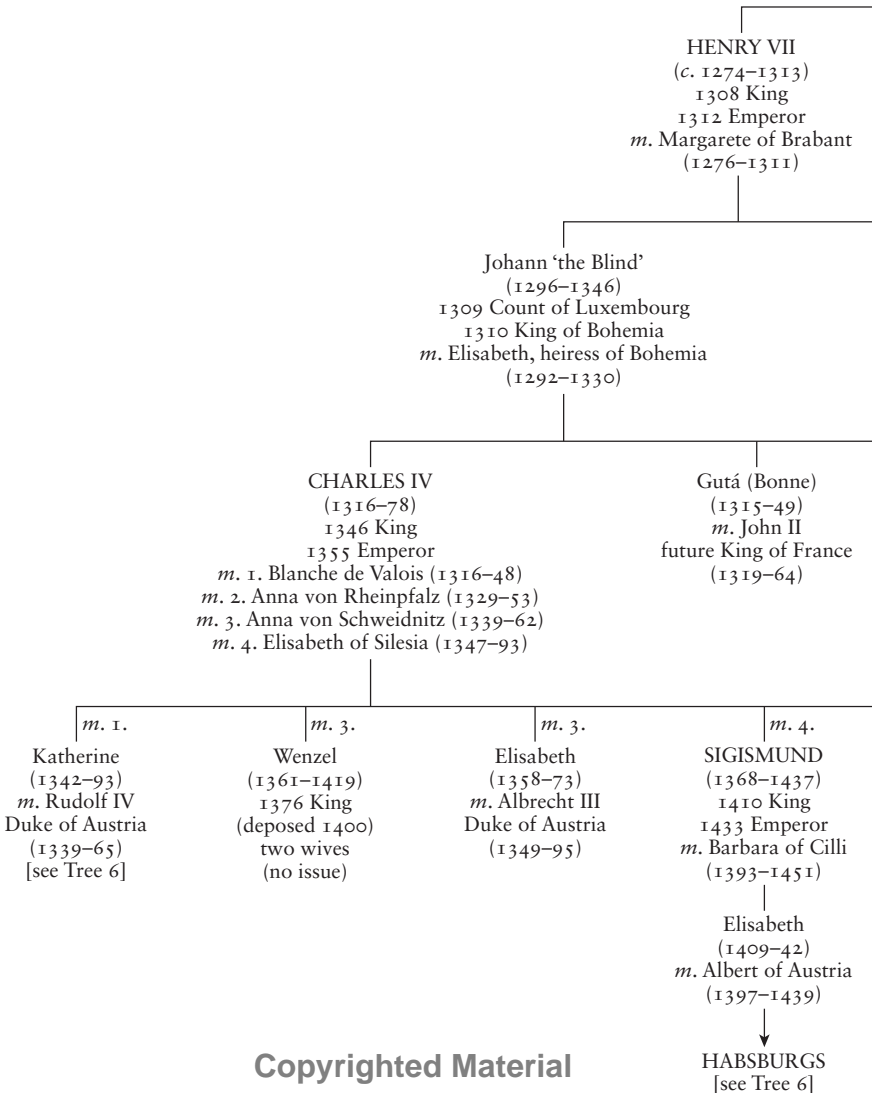 HENRY VII
(c. 1274–1313)
1308 King
1312 Emperor
m. Margarete of Brabant
(1276–1311)
Johann ‘the Blind’
(1296–1346)
1309 Count of Luxembourg
1310 King of Bohemia
m. Elisabeth, heiress of Bohemia
(1292–1330)
CHARLES IV
(1316–78)
1346 King
1355 Emperor
m. 1. Blanche de Valois (1316–48)
m. 2. Anna von Rheinpfalz (1329–53)
m. 3. Anna von Schweidnitz (1339–62)
m. 4. Elisabeth of Silesia (1347–93)
Gutá (Bonne)
(1315–49)
m. John II
future King of France
(1319–64)
m. 1.
Katherine
(1342–93)
m. Rudolf IV
Duke of Austria
(1339–65)
[see Tree 6]
m. 3.
Wenzel
(1361–1419)
1376 King
(deposed 1400)
two wives
(no issue)
m. 3.
Elisabeth
(1358–73)
m. Albrecht III
Duke of Austria
(1349–95)
m. 4.
SIGISMUND
(1368–1437)
1410 King
1433 Emperor
m. Barbara of Cilli
(1393–1451)
Elisabeth
(1409–42)
m. Albert of Austria
(1397–1439)
HABSBURGS
[see Tree 6]
Copyrighted Material